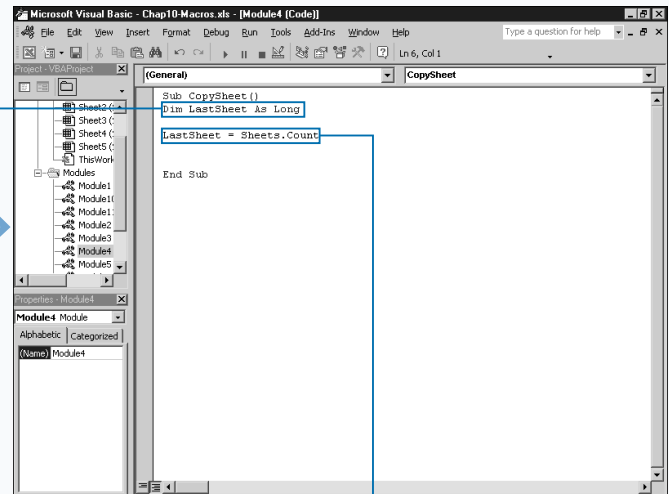 Microsoft Visual Basic - Chap10-Macros.xls - [Module4 (Code)]
File Edit View Insert Format Debug Run Tools Add-Ins Window Help
Type a question for help
Ln 6, Col 1
Project - VBAProject
(General)
CopySheet
Sheet2 (
Sheet3 (
Sheet4 (
Sheet5 (
ThisWork
Modules
Module1
Module10
Module11
Module2
Module3
Module4
Module5
Sub CopySheet()
Dim LastSheet As Long
LastSheet = Sheets.Count
End Sub
Properties - Module4
Module4 Module
Alphabetic
Categorized
(Name) Module4